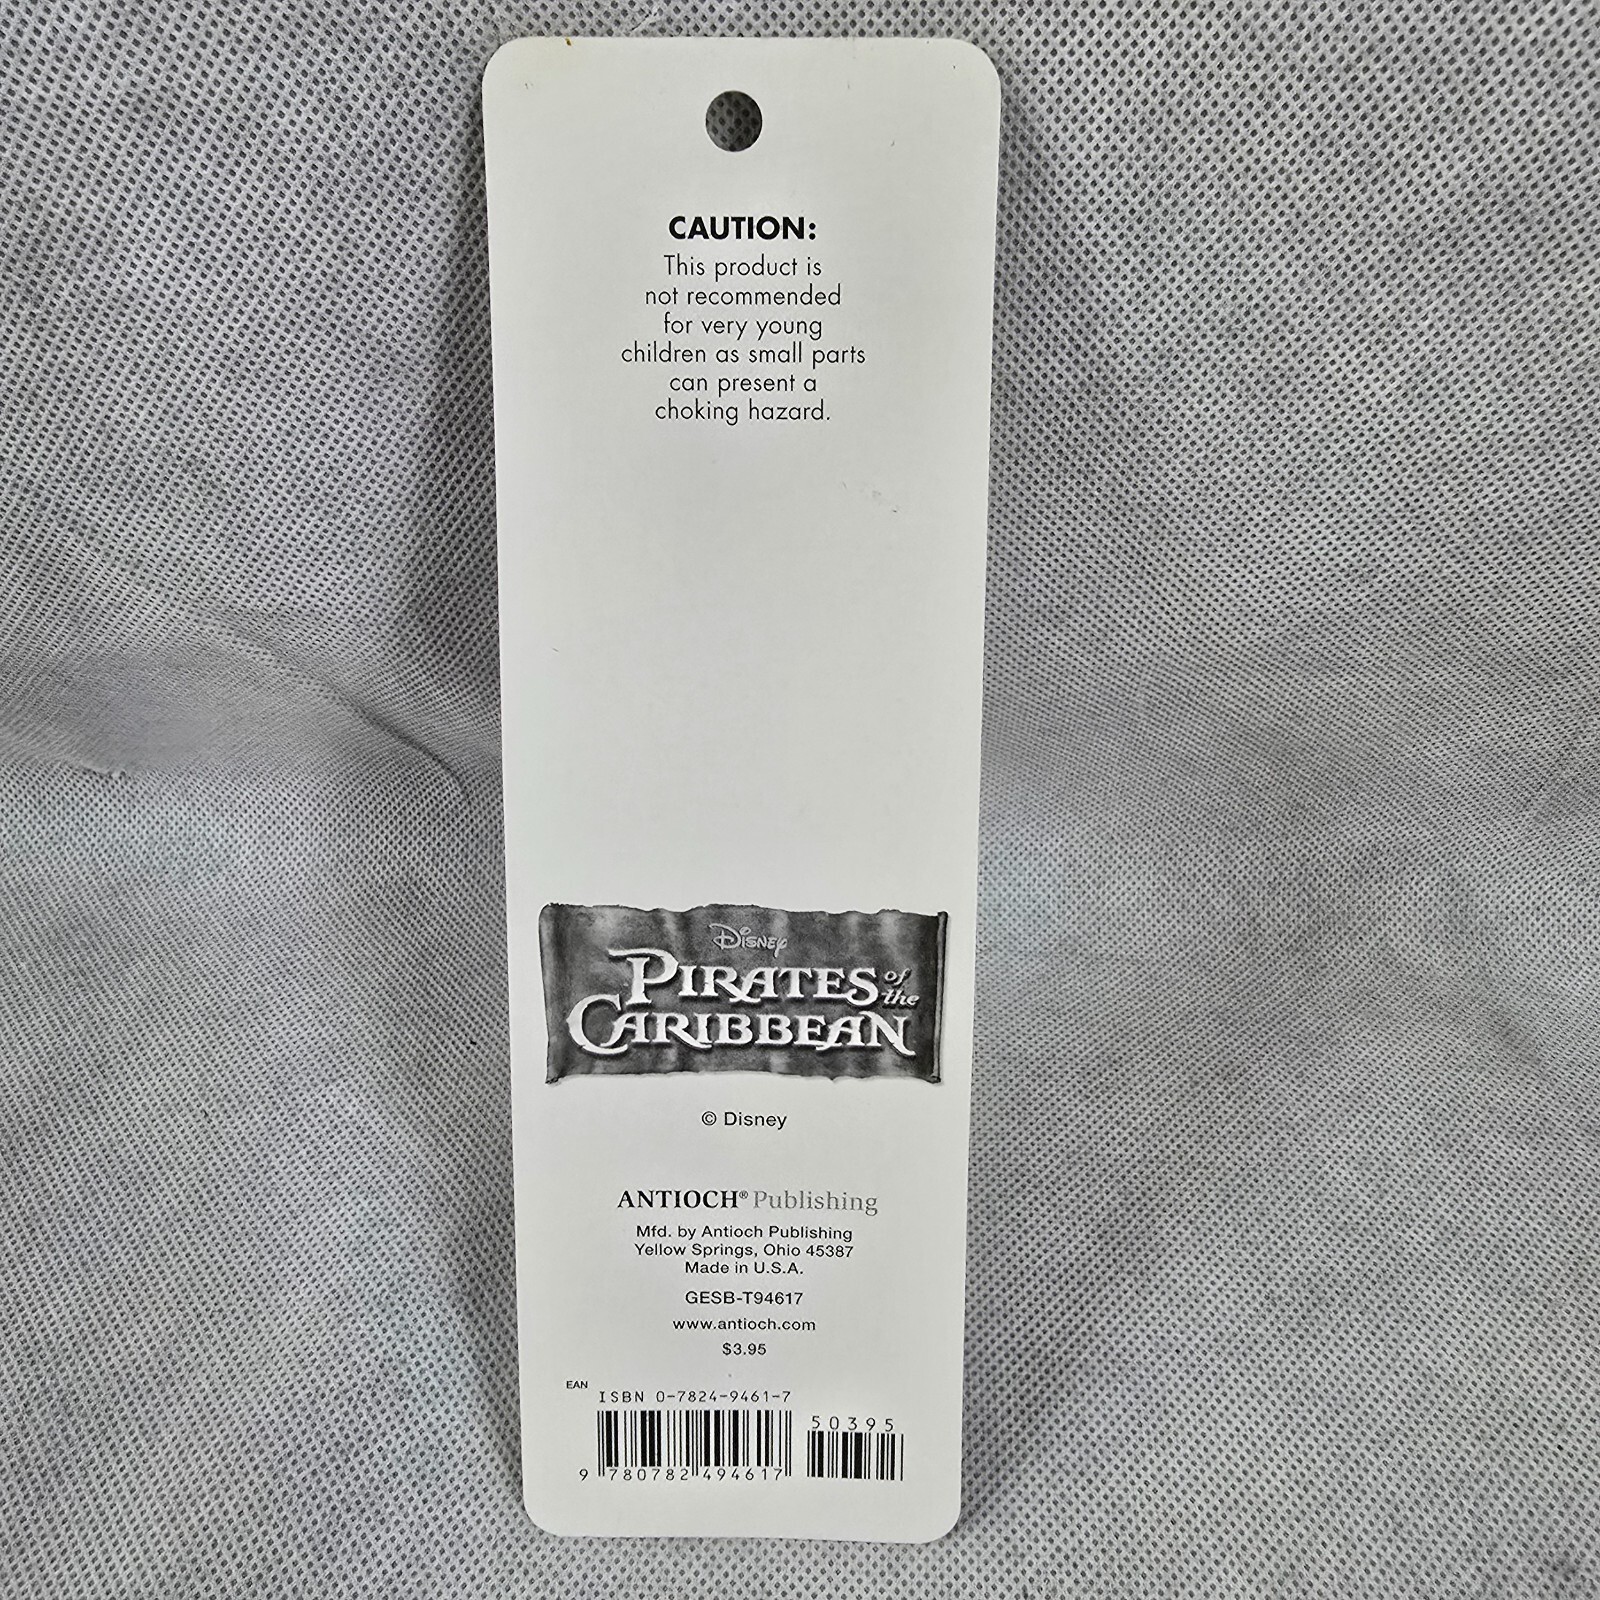 CAUTION:
This product is
not recommended
for very young
children as small parts
can present a
choking hazard.
Disney
PIRATES of the
CARIBBEAN
© Disney
ANTIOCH® Publishing
Mfd. by Antioch Publishing
Yellow Springs, Ohio 45387
Made in U.S.A.
GESB-T94617
www.antioch.com
$3.95
EAN
ISBN 0-7824-9461-7
50395
9 780782 494617